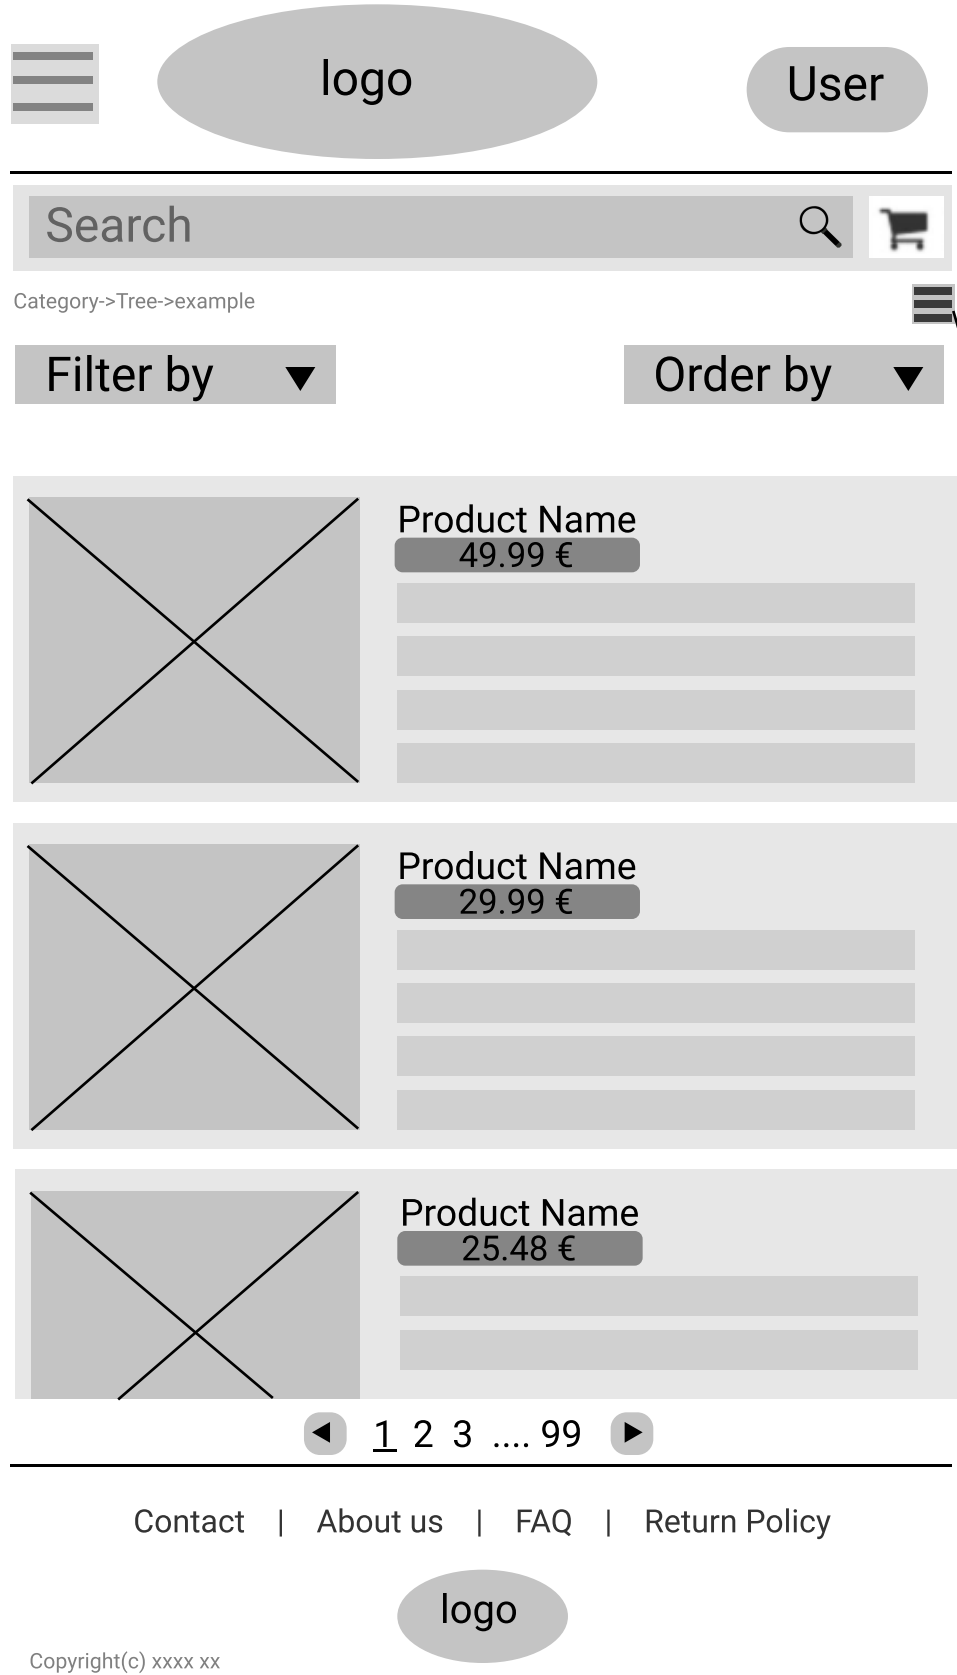 logo
User
Search
Category->Tree->example
Filter by
Order by
Product Name
49.99 €
Product Name
29.99 €
Product Name
25.48 €
1 2 3 .... 99
Contact | About us | FAQ | Return Policy
logo
Copyright(c) xxxx xx